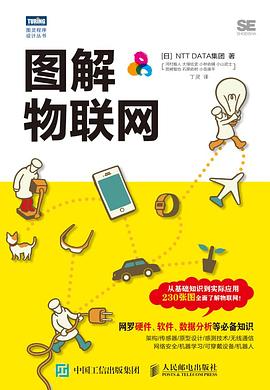 TURING
图灵程序
设计丛书
SE
SHOEISHA
[日] NTT DATA集团 著
丁灵 译
图解
物联网
从基础知识到实际应用
230张图全面了解物联网!
网罗硬件、软件、数据分析等必备知识
架构/传感器/原型设计/感测技术/无线通信
网络安全/机器学习/可穿戴设备/机器人
中国工信出版集团
人民邮电出版社